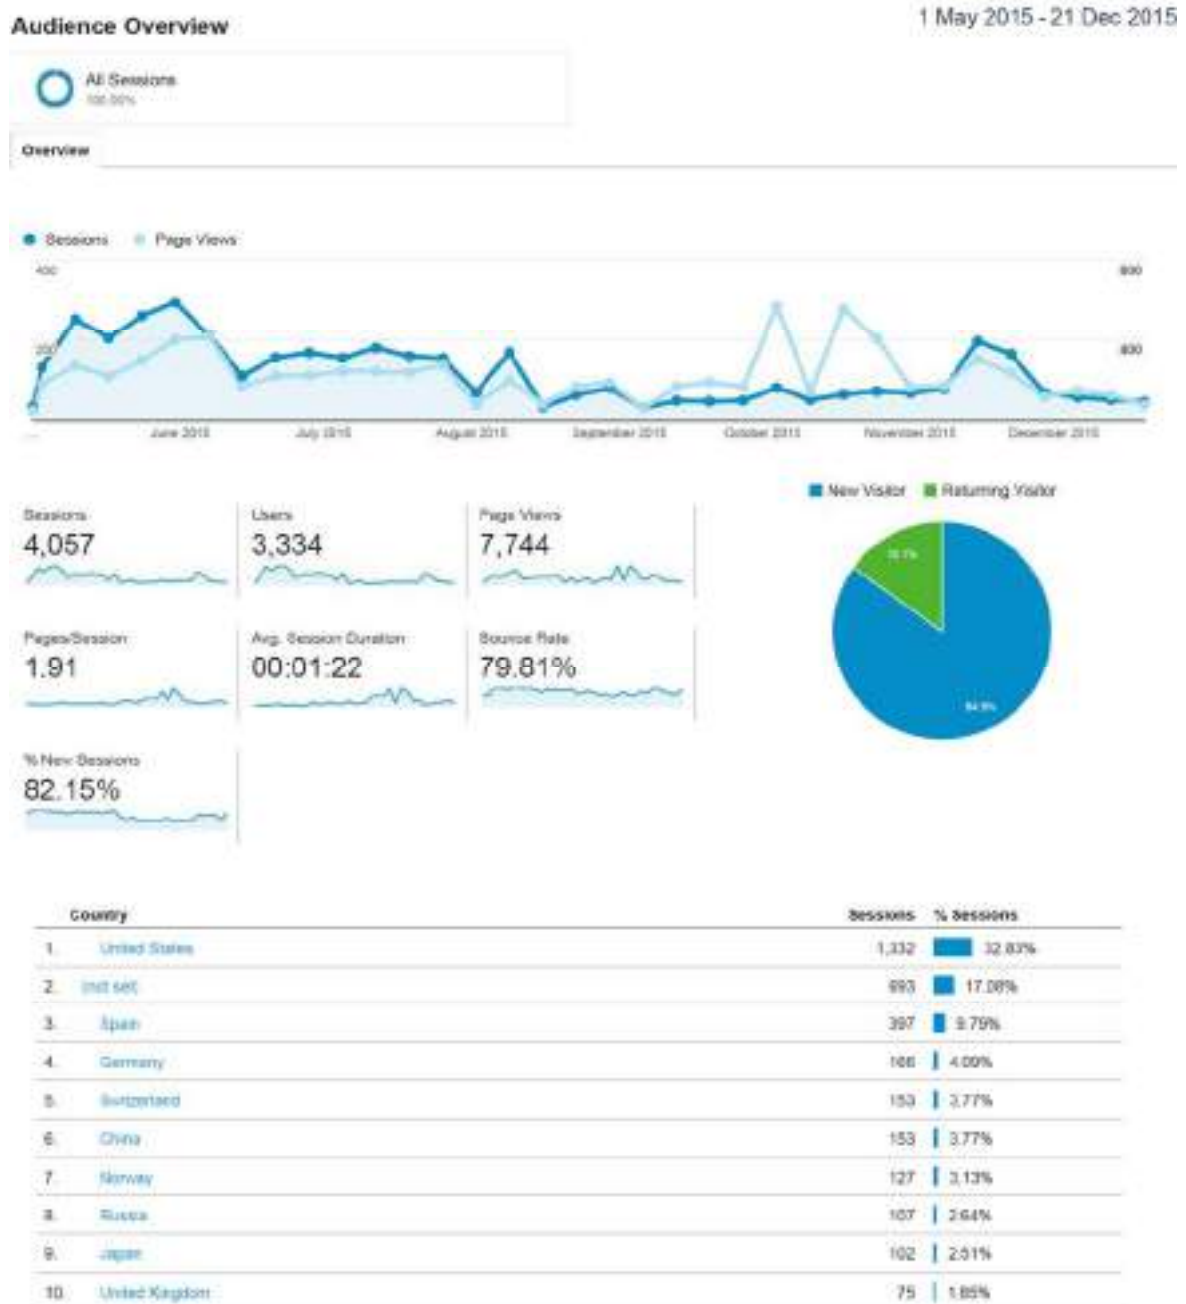 Audience Overview
1 May 2015 - 21 Dec 2015
All Sessions
100.00%
Overview
Sessions Page Views
400
200
June 2015 July 2015 August 2015 September 2015 October 2015 November 2015 December 2015
New Visitor Returning Visitor
Sessions
4,057
Users
3,334
Page Views
7,744
Pages/Session
1.91
Avg. Session Duration
00:01:22
79.81%
% New Sessions
82.15%
Country Sessions % Sessions
1. United States 1,332 32.83%
2. (not set) 693 17.08%
3. Spain 397 9.79%
4. Germany 166 4.09%
5. Switzerland 153 3.77%
6. China 153 3.77%
7. Norway 127 3.13%
8. Russia 107 2.64%
9. Japan 102 2.51%
10. United Kingdom 75 1.85%